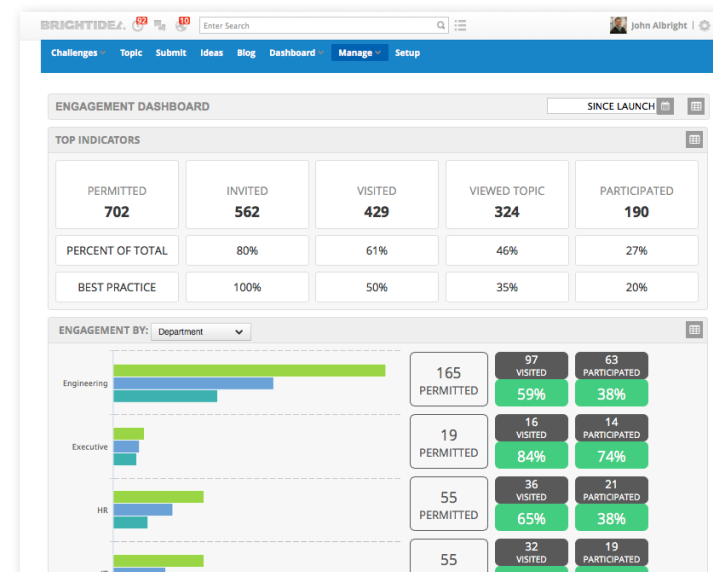 BRIGHTIDEA. 92 10 Enter Search John Albright
Challenges Topic Submit Ideas Blog Dashboard Manage Setup
ENGAGEMENT DASHBOARD SINCE LAUNCH
TOP INDICATORS
PERMITTED INVITED VISITED VIEWED TOPIC PARTICIPATED
702 562 429 324 190
PERCENT OF TOTAL 80% 61% 46% 27%
BEST PRACTICE 100% 50% 35% 20%
ENGAGEMENT BY: Department
Engineering
165
PERMITTED
97
VISITED
59%
63
PARTICIPATED
38%
Executive
19
PERMITTED
16
VISITED
84%
14
PARTICIPATED
74%
HR
55
PERMITTED
36
VISITED
65%
21
PARTICIPATED
38%
55
32
VISITED
19
PARTICIPATED